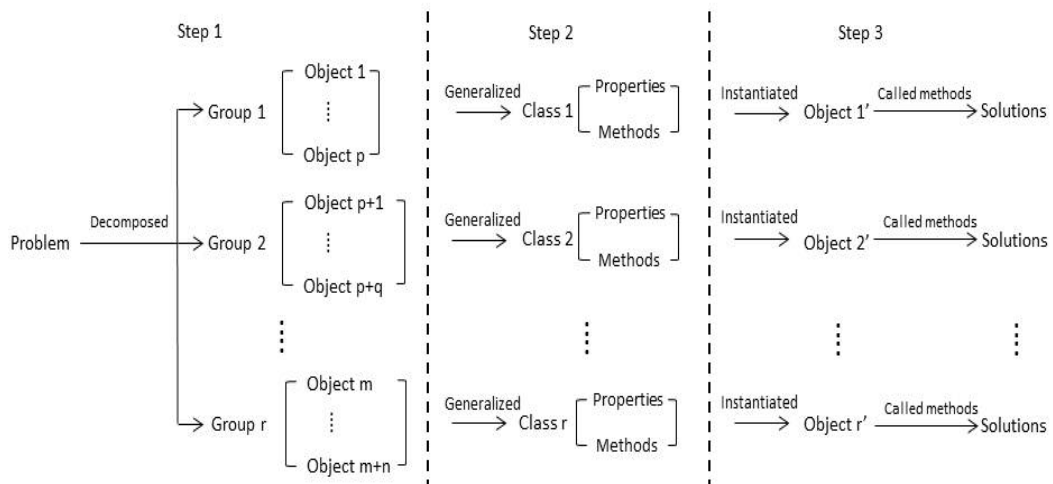 Step 1
Step 2
Step 3
Object 1
Group 1
Object p
Generalized
Class 1
Properties
Methods
Instantiated
Object 1’
Called methods
Solutions
Problem
Decomposed
Object p+1
Group 2
Object p+q
Generalized
Class 2
Properties
Methods
Instantiated
Object 2’
Called methods
Solutions
Object m
Group r
Object m+n
Generalized
Class r
Properties
Methods
Instantiated
Object r’
Called methods
Solutions